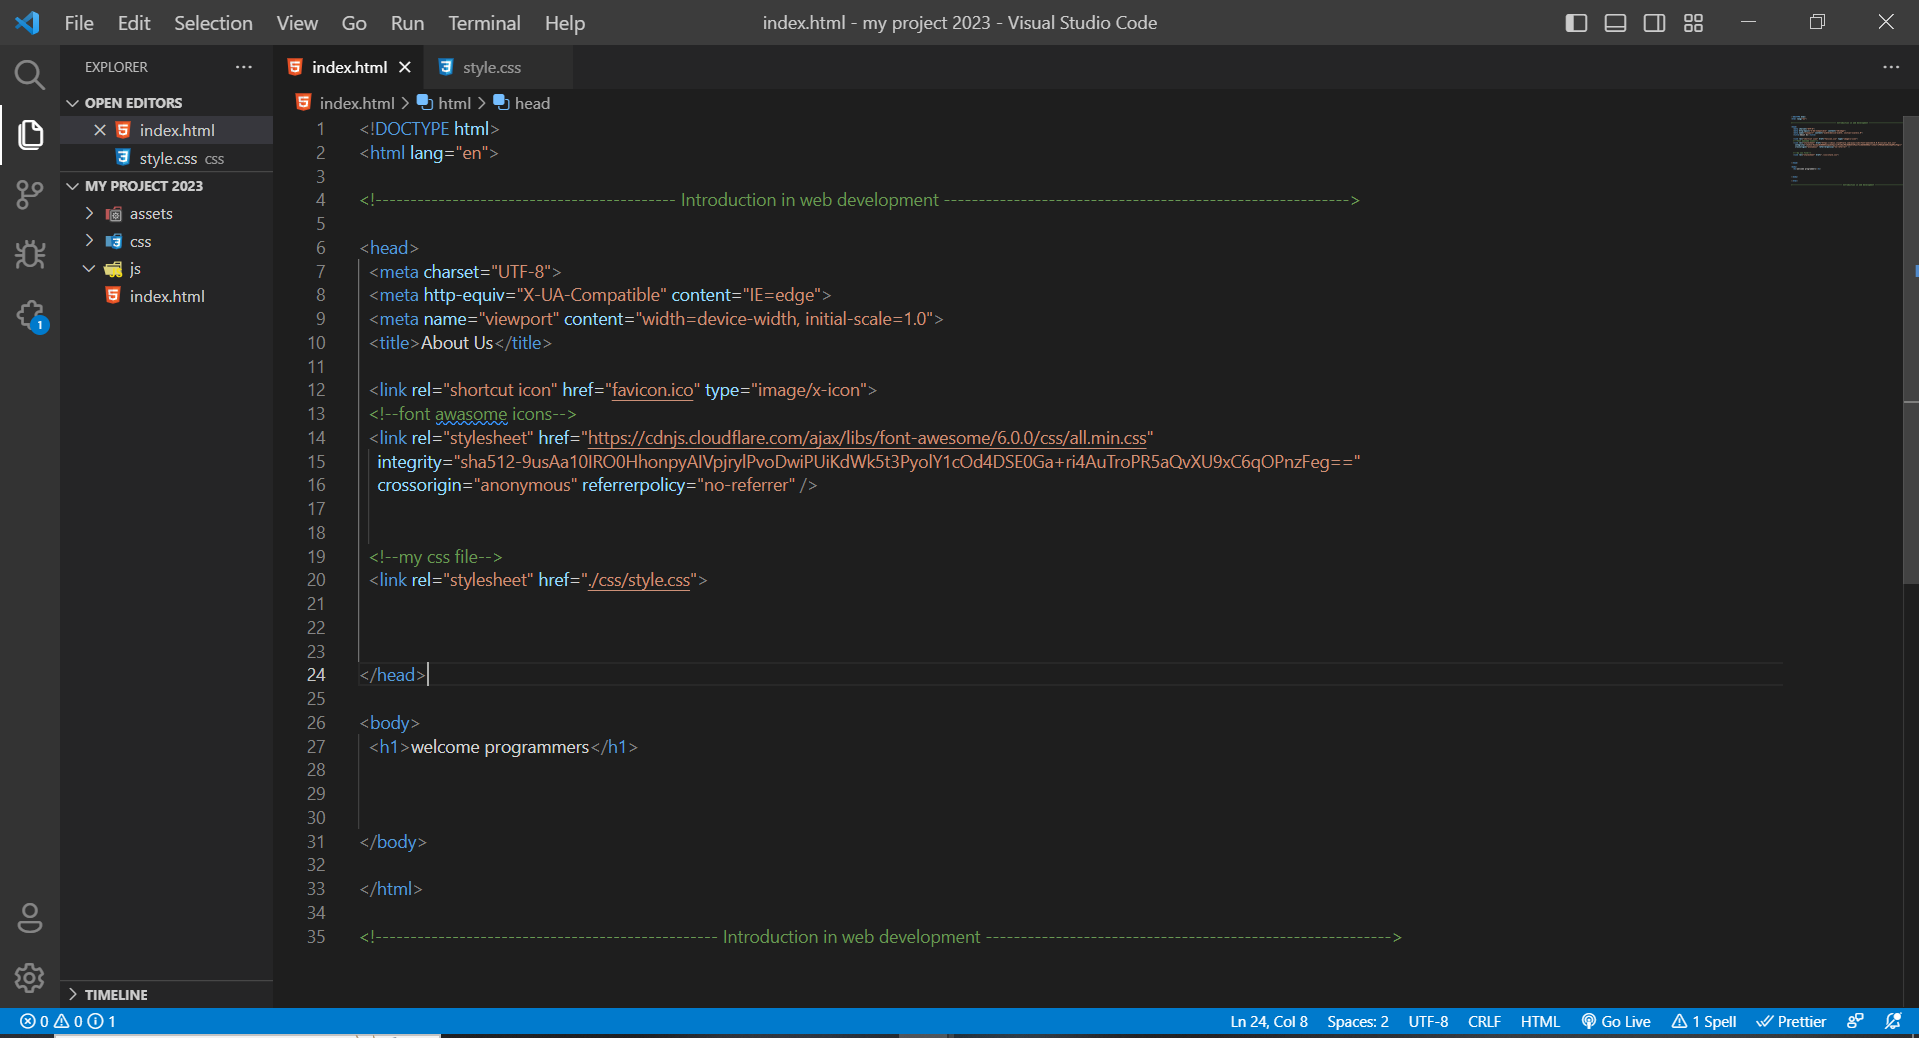 File Edit Selection View Go Run Terminal Help
index.html - my project 2023 - Visual Studio Code
EXPLORER
OPEN EDITORS
index.html
style.css css
MY PROJECT 2023
assets
css
js
index.html
TIMELINE
1
index.html
style.css
index.html > html > head
1 <!DOCTYPE html>
2 <html lang="en">
3
4 <!------------------------------------------- Introduction in web development ---------------------------------------------------------->
5
6 <head>
7 <meta charset="UTF-8">
8 <meta http-equiv="X-UA-Compatible" content="IE=edge">
9 <meta name="viewport" content="width=device-width, initial-scale=1.0">
10 <title>About Us</title>
11
12 <link rel="shortcut icon" href="favicon.ico" type="image/x-icon">
13 <!--font awasome icons-->
14 <link rel="stylesheet" href="https://cdnjs.cloudflare.com/ajax/libs/font-awesome/6.0.0/css/all.min.css"
15 integrity="sha512-9usAa10IRO0HhonpyAIVpjrylPvoDwiPUiKdWk5t3PyolY1cOd4DSE0Ga+ri4AuTroPR5aQvXU9xC6qOPnzFeg=="
16 crossorigin="anonymous" referrerpolicy="no-referrer" />
17
18
19 <!--my css file-->
20 <link rel="stylesheet" href="./css/style.css">
21
22
23
24 </head>
25
26 <body>
27 <h1>welcome programmers</h1>
28
29
30
31 </body>
32
33 </html>
34
35 <!------------------------------------------------- Introduction in web development ---------------------------------------------------------->
0 0 1
Ln 24, Col 8 Spaces: 2 UTF-8 CRLF HTML Go Live 1 Spell Prettier